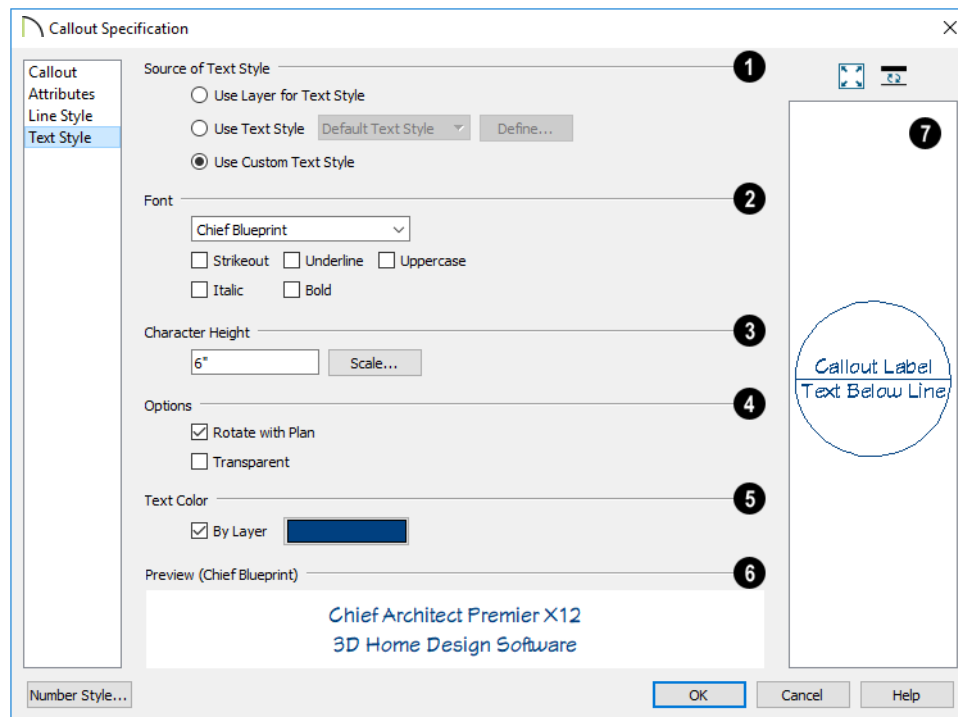 Callout Specification
Callout
Attributes
Line Style
Text Style
Source of Text Style 1
Use Layer for Text Style
Use Text Style Default Text Style Define...
Use Custom Text Style
Font 2
Chief Blueprint
Strikeout Underline Uppercase
Italic Bold
Character Height 3
6" Scale...
Options 4
Rotate with Plan
Transparent
Text Color 5
By Layer
Preview (Chief Blueprint) 6
Chief Architect Premier X12
3D Home Design Software
7
Callout Label
Text Below Line
Number Style... OK Cancel Help